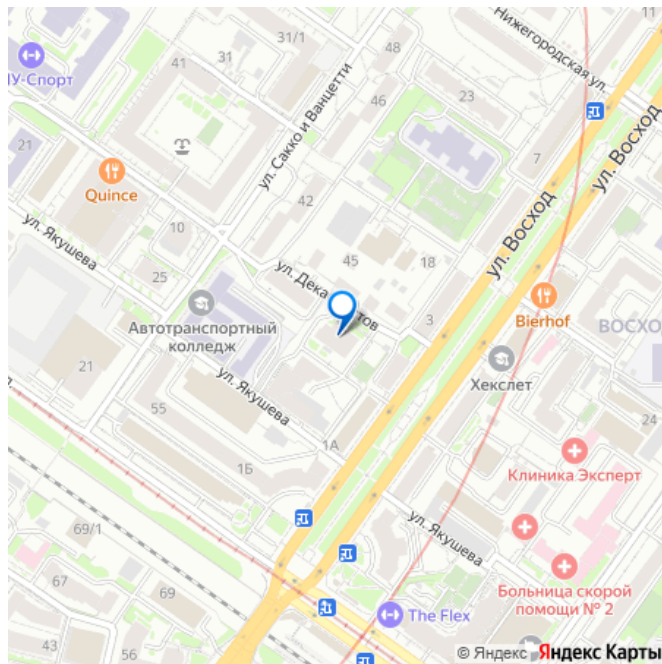 31/1
Нижегородская ул.
48
31
41
НУ-Спорт
46
23
ул. Сакко и Ванцетти
7
ул. Восход
21
Quince
42
ул. Восход
10
ул. Якушева
45
18
25
ул. Дека
тов
3
Автотранспортный
колледж
Bierhof
ВОСХО
21
ул. Якушева
Хекслет
55
24
1А
1Б
Клиника Эксперт
69/1
ул. Якушева
67
69
Больница скорой
помощи № 2
The Flex
43
56
© Яндекс Яндекс Карты